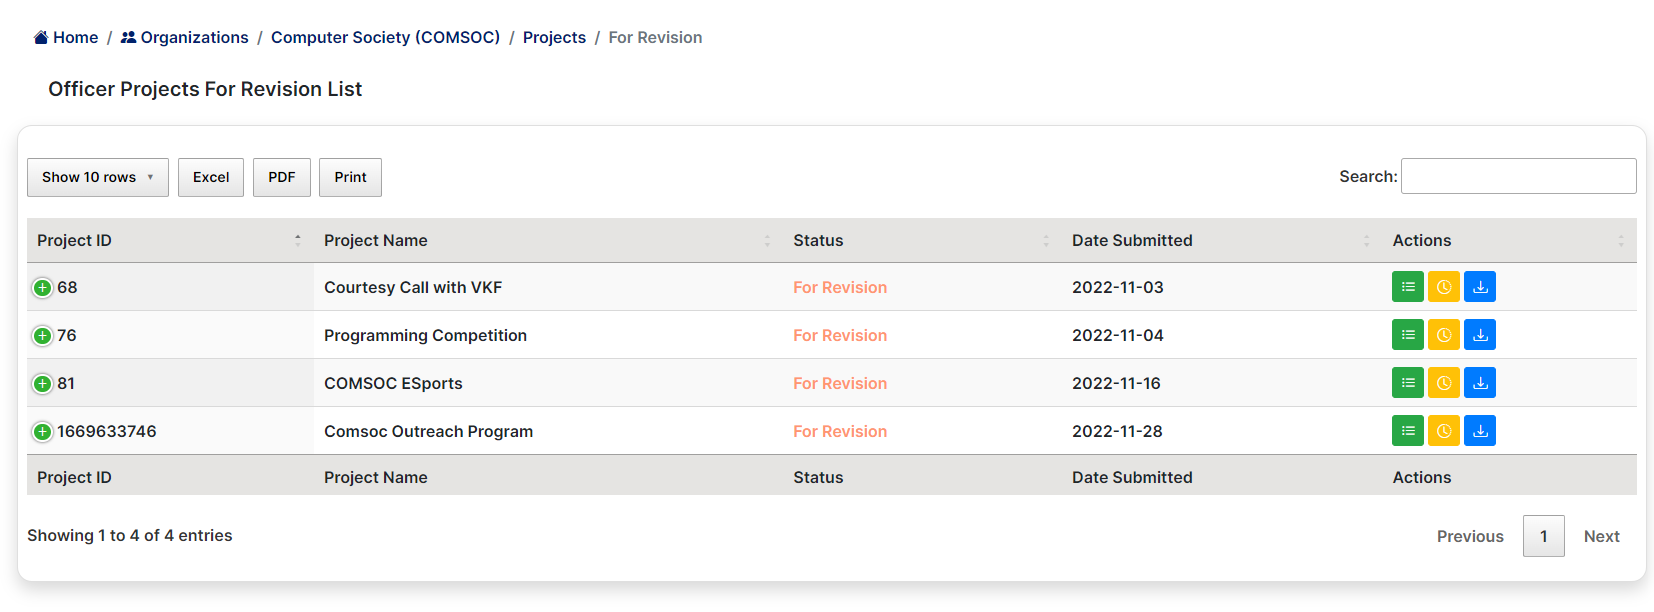 Home / Organizations / Computer Society (COMSOC) / Projects / For Revision
Officer Projects For Revision List
Show 10 rows Excel PDF Print Search:
Project ID Project Name Status Date Submitted Actions
68 Courtesy Call with VKF For Revision 2022-11-03
76 Programming Competition For Revision 2022-11-04
81 COMSOC ESports For Revision 2022-11-16
1669633746 Comsoc Outreach Program For Revision 2022-11-28
Project ID Project Name Status Date Submitted Actions
Showing 1 to 4 of 4 entries Previous 1 Next